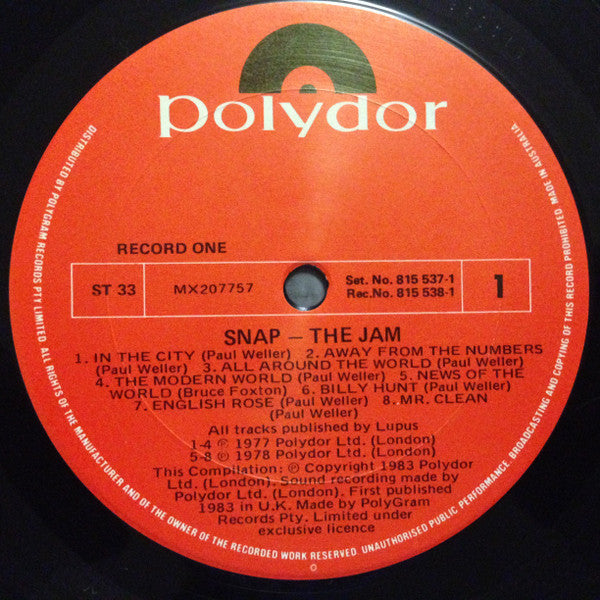 polydor
RECORD ONE
ST 33
MX207757
Set. No. 815 537-1
Rec. No. 815 538-1
1
SNAP – THE JAM
1. IN THE CITY (Paul Weller) 2. AWAY FROM THE NUMBERS
(Paul Weller) 3. ALL AROUND THE WORLD (Paul Weller)
4. THE MODERN WORLD (Paul Weller) 5. NEWS OF THE
WORLD (Bruce Foxton) 6. BILLY HUNT (Paul Weller)
7. ENGLISH ROSE (Paul Weller) 8. MR. CLEAN
(Paul Weller)
All tracks published by Lupus
1-4 ℗ 1977 Polydor Ltd. (London)
5-8 ℗ 1978 Polydor Ltd. (London)
This Compilation: ℗ Copyright 1983 Polydor
Ltd. (London). Sound recording made by
Polydor Ltd. (London). First published
1983 in U.K. Made by PolyGram
Records Pty. Limited under
exclusive licence
DISTRIBUTED BY POLYGRAM RECORDS PTY. LIMITED. ALL RIGHTS OF THE MANUFACTURER AND OF THE OWNER OF THE RECORDED WORK RESERVED. UNAUTHORISED PUBLIC PERFORMANCE, BROADCASTING AND COPYING OF THIS RECORD PROHIBITED. MADE IN AUSTRALIA